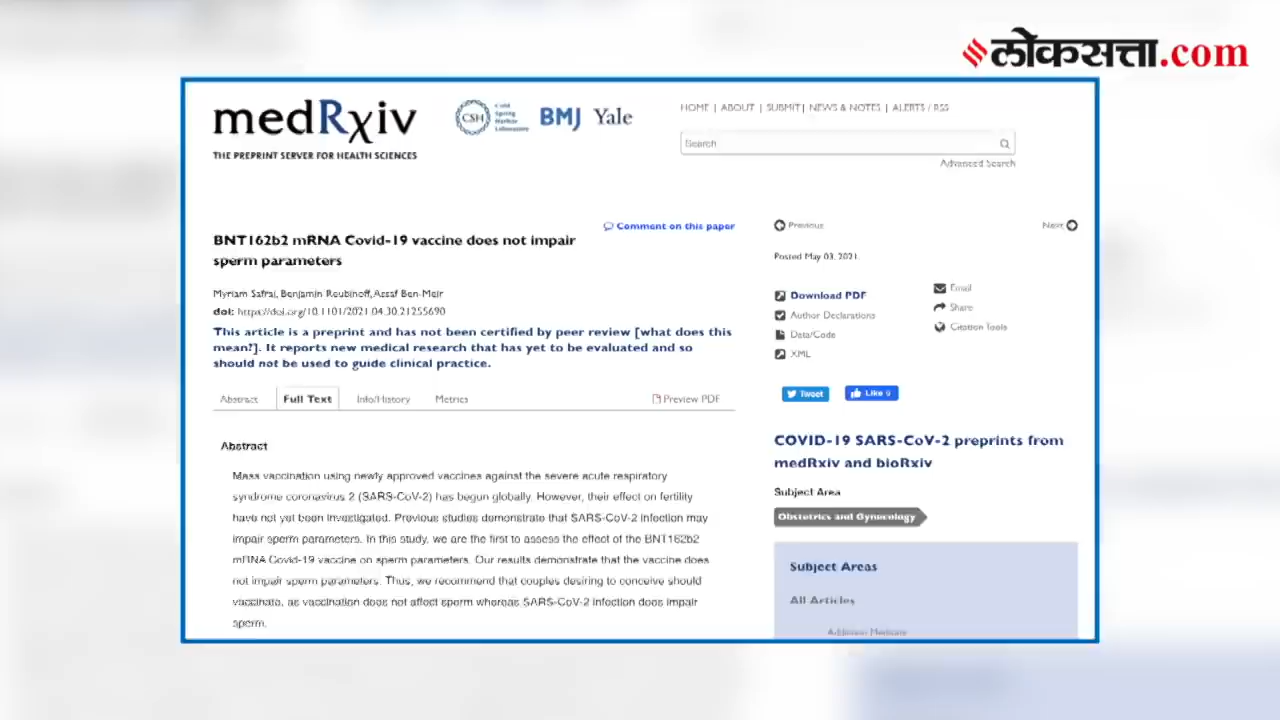 लोकसत्ता.com
medRxiv
THE PREPRINT SERVER FOR HEALTH SCIENCES
CSH Cold Spring Harbor Laboratory BMJ Yale
HOME | ABOUT | SUBMIT | NEWS & NOTES | ALERTS / RSS
Search
Advanced Search
Comment on this paper
BNT162b2 mRNA Covid-19 vaccine does not impair
sperm parameters
Myriam Safrai, Benjamin Reubinoff, Assaf Ben-Meir
doi: https://doi.org/10.1101/2021.04.30.21255690
This article is a preprint and has not been certified by peer review [what does this
mean?]. It reports new medical research that has yet to be evaluated and so
should not be used to guide clinical practice.
Abstract Full Text Info/History Metrics Preview PDF
Abstract
Mass vaccination using newly approved vaccines against the severe acute respiratory
syndrome coronavirus 2 (SARS-CoV-2) has begun globally. However, their effect on fertility
have not yet been investigated. Previous studies demonstrate that SARS-CoV-2 infection may
impair sperm parameters. In this study, we are the first to assess the effect of the BNT162b2
mRNA Covid-19 vaccine on sperm parameters. Our results demonstrate that the vaccine does
not impair sperm parameters. Thus, we recommend that couples desiring to conceive should
vaccinate, as vaccination does not affect sperm whereas SARS-CoV-2 infection does impair
sperm.
Previous Next
Posted May 03, 2021.
Download PDF
Author Declarations
Data/Code
XML
Email
Share
Citation Tools
Tweet Like 0
COVID-19 SARS-CoV-2 preprints from
medRxiv and bioRxiv
Subject Area
Obstetrics and Gynecology
Subject Areas
All Articles
Addiction Medicine